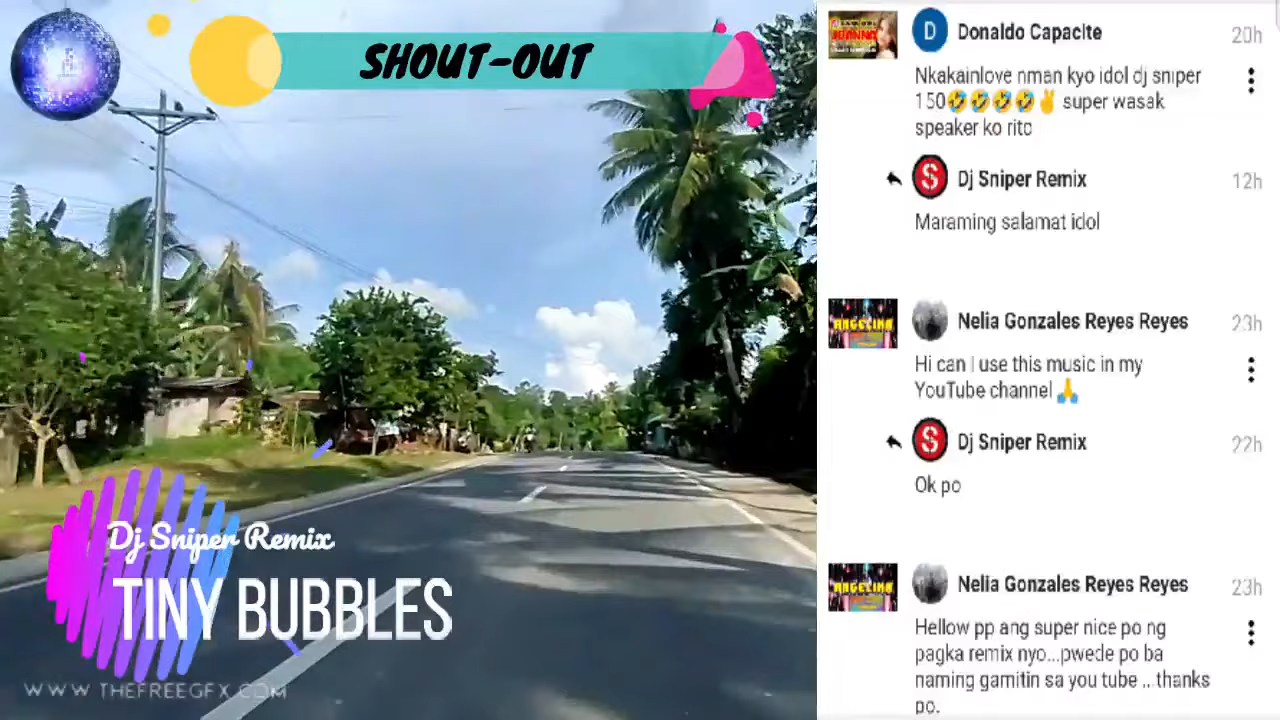 SHOUT-OUT
Dj Sniper Remix
TINY BUBBLES
WWW THEFREEGFX.COM
JUANNA
D
Donaldo Capacite
20h
Nkakainlove nman kyo idol dj sniper
150🤣🤣🤣🤣✌ super wasak
speaker ko rito
S
Dj Sniper Remix
12h
Maraming salamat idol
ANGELINA
Nelia Gonzales Reyes Reyes
23h
Hi can I use this music in my
YouTube channel 🙏
S
Dj Sniper Remix
22h
Ok po
ANGELINA
Nelia Gonzales Reyes Reyes
23h
Hellow pp ang super nice po ng
pagka remix nyo...pwede po ba
naming gamitin sa you tube .. thanks
po.